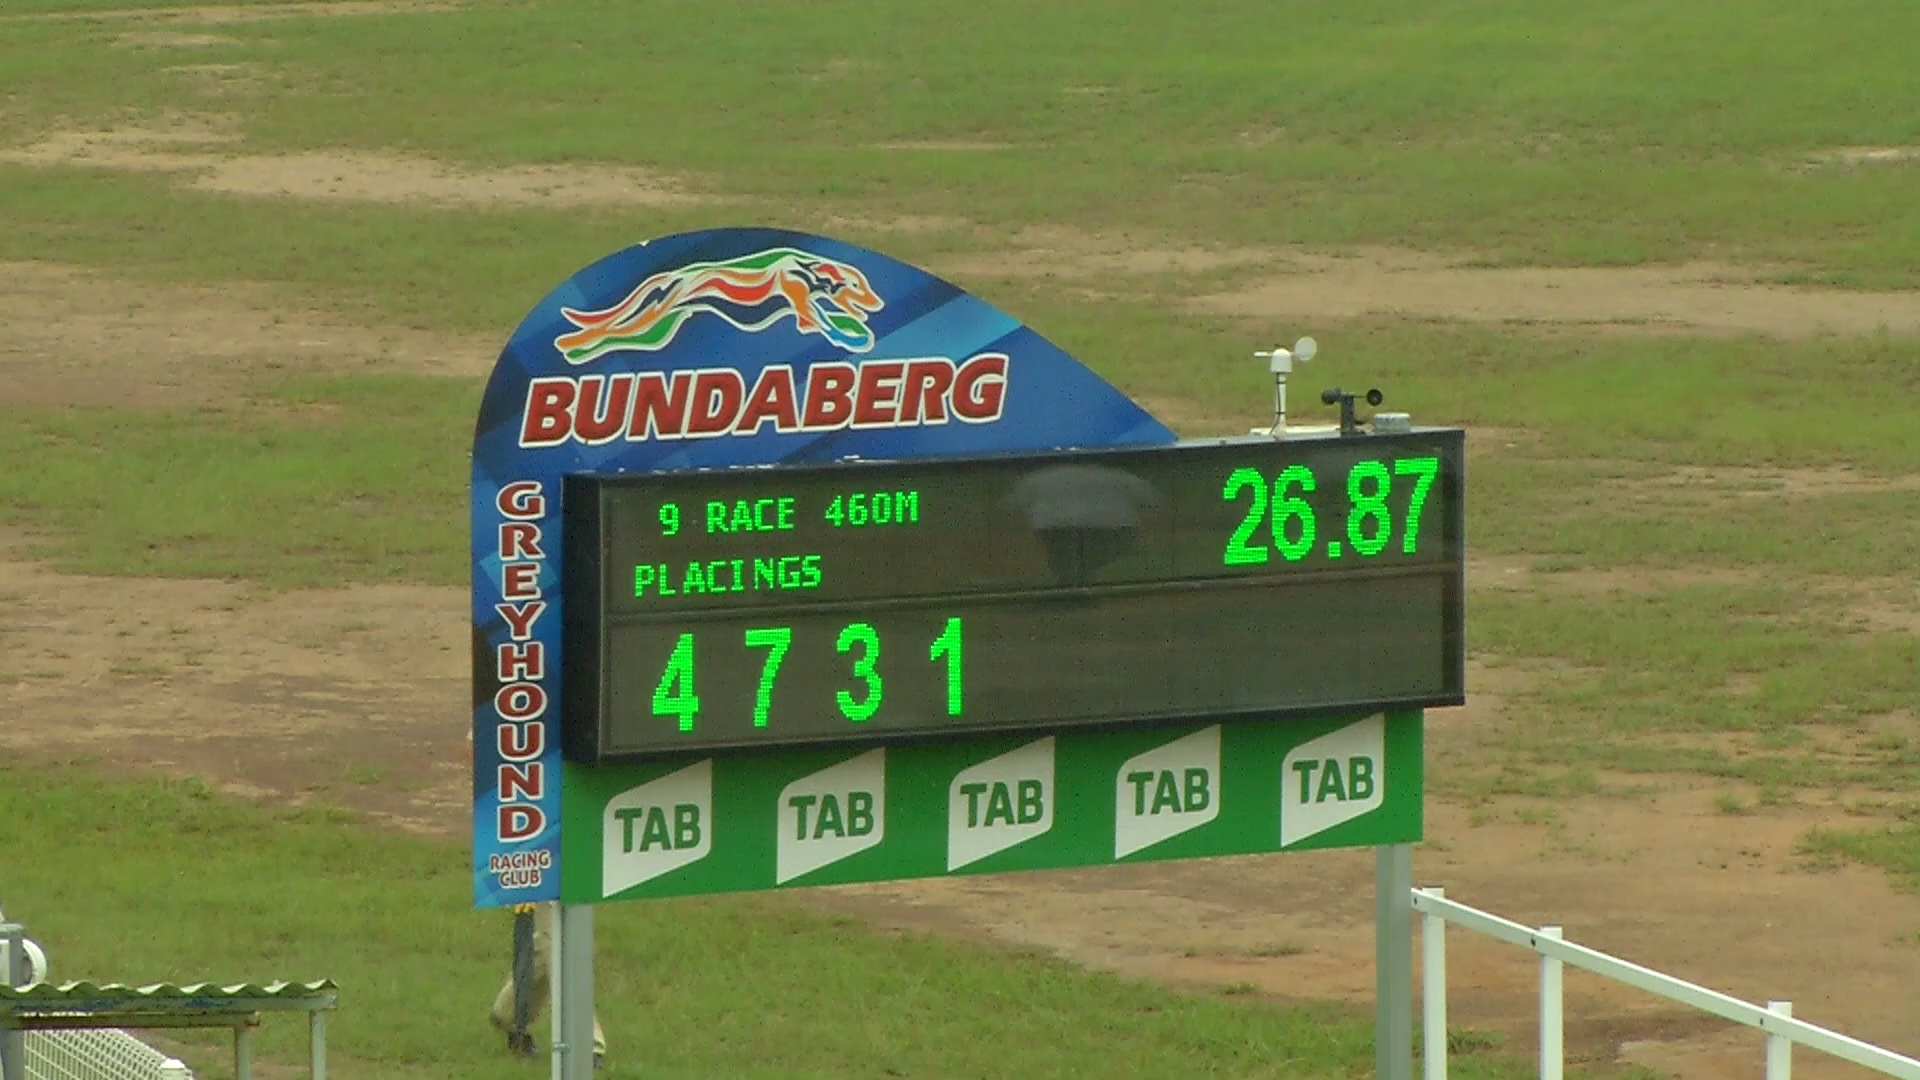 BUNDABERG
GREYHOUND
RACING
CLUB
9 RACE 460M
26.87
PLACINGS
4 7 3 1
TAB TAB TAB TAB TAB